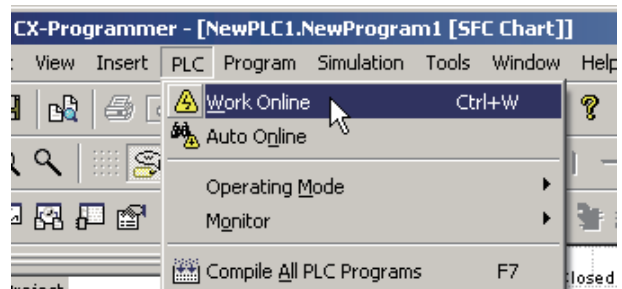 CX-Programmer - [NewPLC1.NewProgram1 [SFC Chart]]
View Insert PLC Program Simulation Tools Window Help
Work Online Ctrl+W
Auto Online
Operating Mode
Monitor
Compile All PLC Programs F7